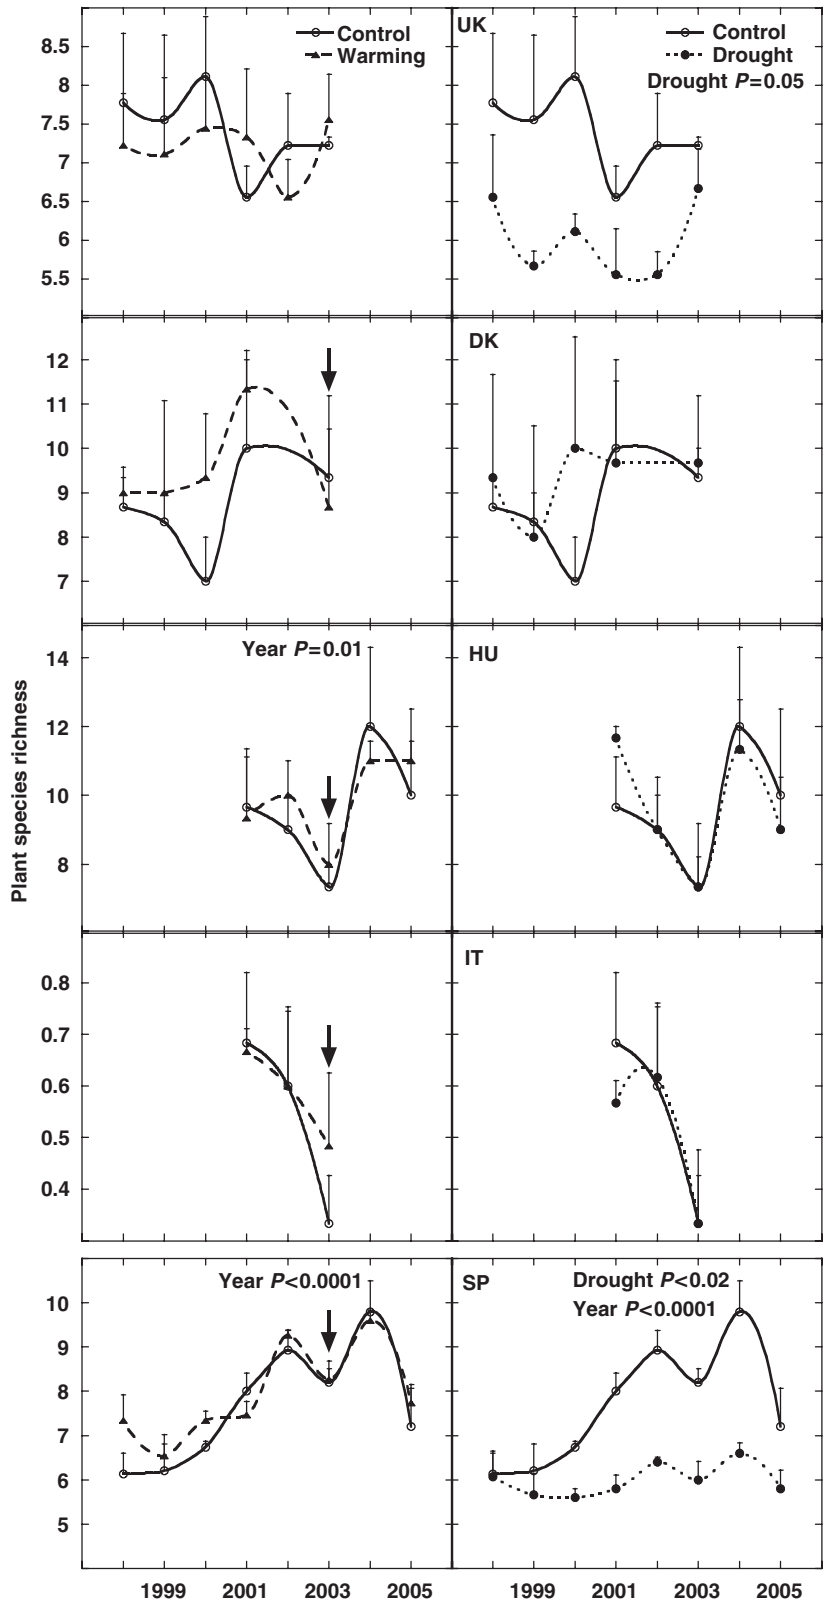 Plant species richness
Control
Warming
8.5
8
7.5
7
6.5
6
5.5
UK
Control
Drought
Drought P=0.05
12
11
10
9
8
7
DK
Year P=0.01
14
12
10
8
HU
0.8
0.7
0.6
0.5
0.4
IT
Year P<0.0001
10
9
8
7
6
5
SP
Drought P<0.02
Year P<0.0001
1999 2001 2003 2005
1999 2001 2003 2005